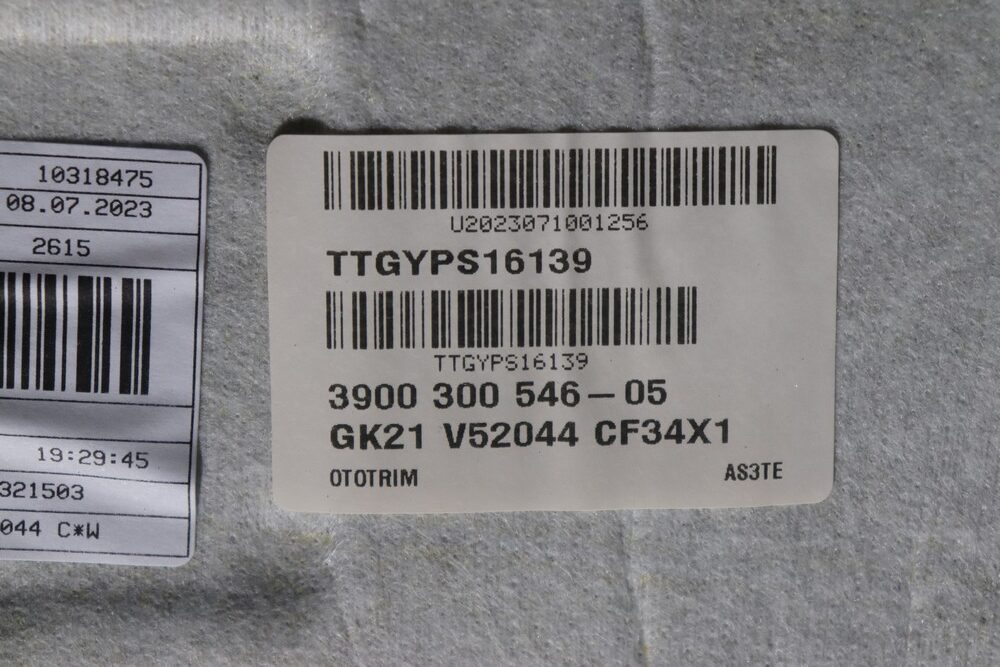 10318475
08.07.2023
2615
19:29:45
321503
044 C*W
U2023071001256
TTGYPS16139
TTGYPS16139
3900 300 546 – 05
GK21 V52044 CF34X1
OTOTRIM AS3TE